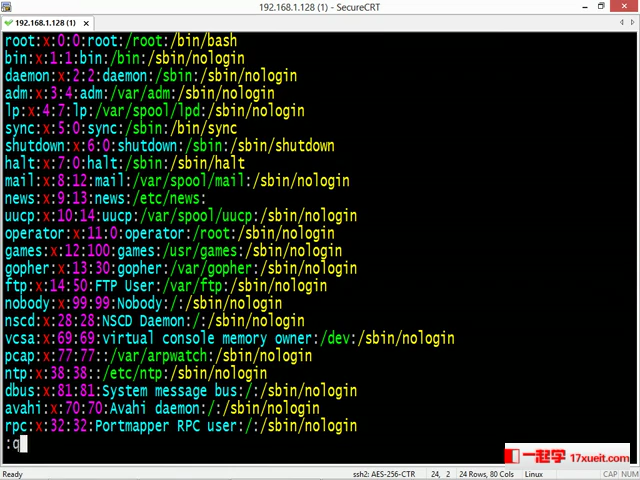 192.168.1.128 (1) - SecureCRT
192.168.1.128 (1)
root:x:0:0:root:/root:/bin/bash
bin:x:1:1:bin:/bin:/sbin/nologin
daemon:x:2:2:daemon:/sbin:/sbin/nologin
adm:x:3:4:adm:/var/adm:/sbin/nologin
lp:x:4:7:lp:/var/spool/lpd:/sbin/nologin
sync:x:5:0:sync:/sbin:/bin/sync
shutdown:x:6:0:shutdown:/sbin:/sbin/shutdown
halt:x:7:0:halt:/sbin:/sbin/halt
mail:x:8:12:mail:/var/spool/mail:/sbin/nologin
news:x:9:13:news:/etc/news:
uucp:x:10:14:uucp:/var/spool/uucp:/sbin/nologin
operator:x:11:0:operator:/root:/sbin/nologin
games:x:12:100:games:/usr/games:/sbin/nologin
gopher:x:13:30:gopher:/var/gopher:/sbin/nologin
ftp:x:14:50:FTP User:/var/ftp:/sbin/nologin
nobody:x:99:99:Nobody:/:/sbin/nologin
nscd:x:28:28:NSCD Daemon:/:/sbin/nologin
vcsa:x:69:69:virtual console memory owner:/dev:/sbin/nologin
pcap:x:77:77::/var/arpwatch:/sbin/nologin
ntp:x:38:38::/etc/ntp:/sbin/nologin
dbus:x:81:81:System message bus:/:/sbin/nologin
avahi:x:70:70:Avahi daemon:/:/sbin/nologin
rpc:x:32:32:Portmapper RPC user:/:/sbin/nologin
:q
一起学 17xueit.com
Ready ssh2: AES-256-CTR 24, 2 24 Rows, 80 Cols Linux CAP NUM